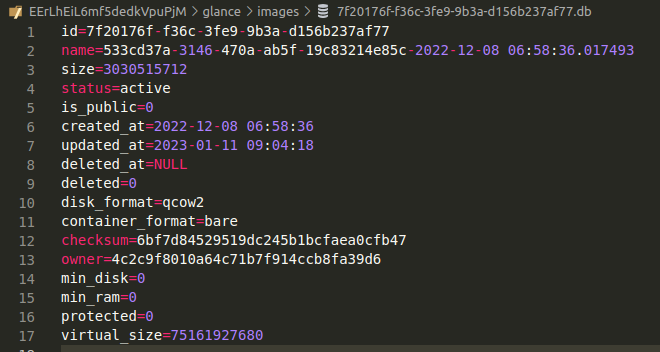 EErLhEiL6mf5dedkVpuPjM > glance > images > 7f20176f-f36c-3fe9-9b3a-d156b237af77.db
1 id=7f20176f-f36c-3fe9-9b3a-d156b237af77
2 name=533cd37a-3146-470a-ab5f-19c83214e85c-2022-12-08 06:58:36.017493
3 size=3030515712
4 status=active
5 is_public=0
6 created_at=2022-12-08 06:58:36
7 updated_at=2023-01-11 09:04:18
8 deleted_at=NULL
9 deleted=0
10 disk_format=qcow2
11 container_format=bare
12 checksum=6bf7d84529519dc245b1bcfaea0cfb47
13 owner=4c2c9f8010a64c71b7f914ccb8fa39d6
14 min_disk=0
15 min_ram=0
16 protected=0
17 virtual_size=75161927680
18